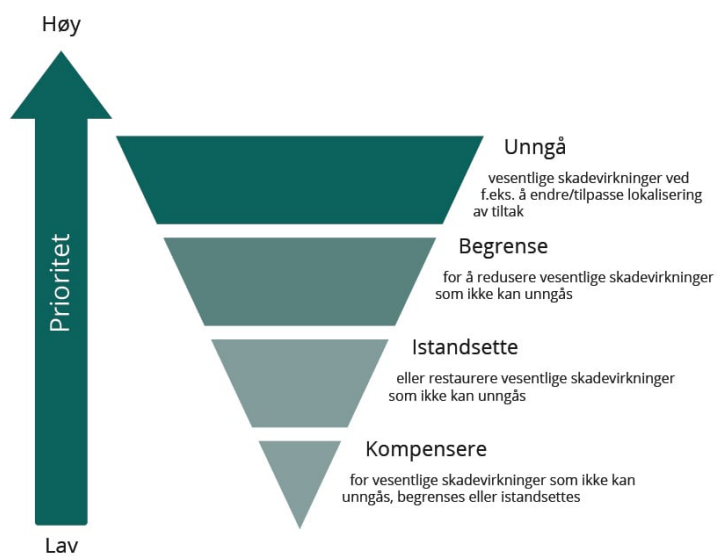 Høy
Prioritet
Lav
Unngå
vesentlige skadevirkninger ved
f.eks. å endre/tilpasse lokalisering
av tiltak
Begrense
for å redusere vesentlige skadevirkninger
som ikke kan unngås
Istandsette
eller restaurere vesentlige skadevirkninger
som ikke kan unngås
Kompensere
for vesentlige skadevirkninger som ikke kan
unngås, begrenses eller istandsettes